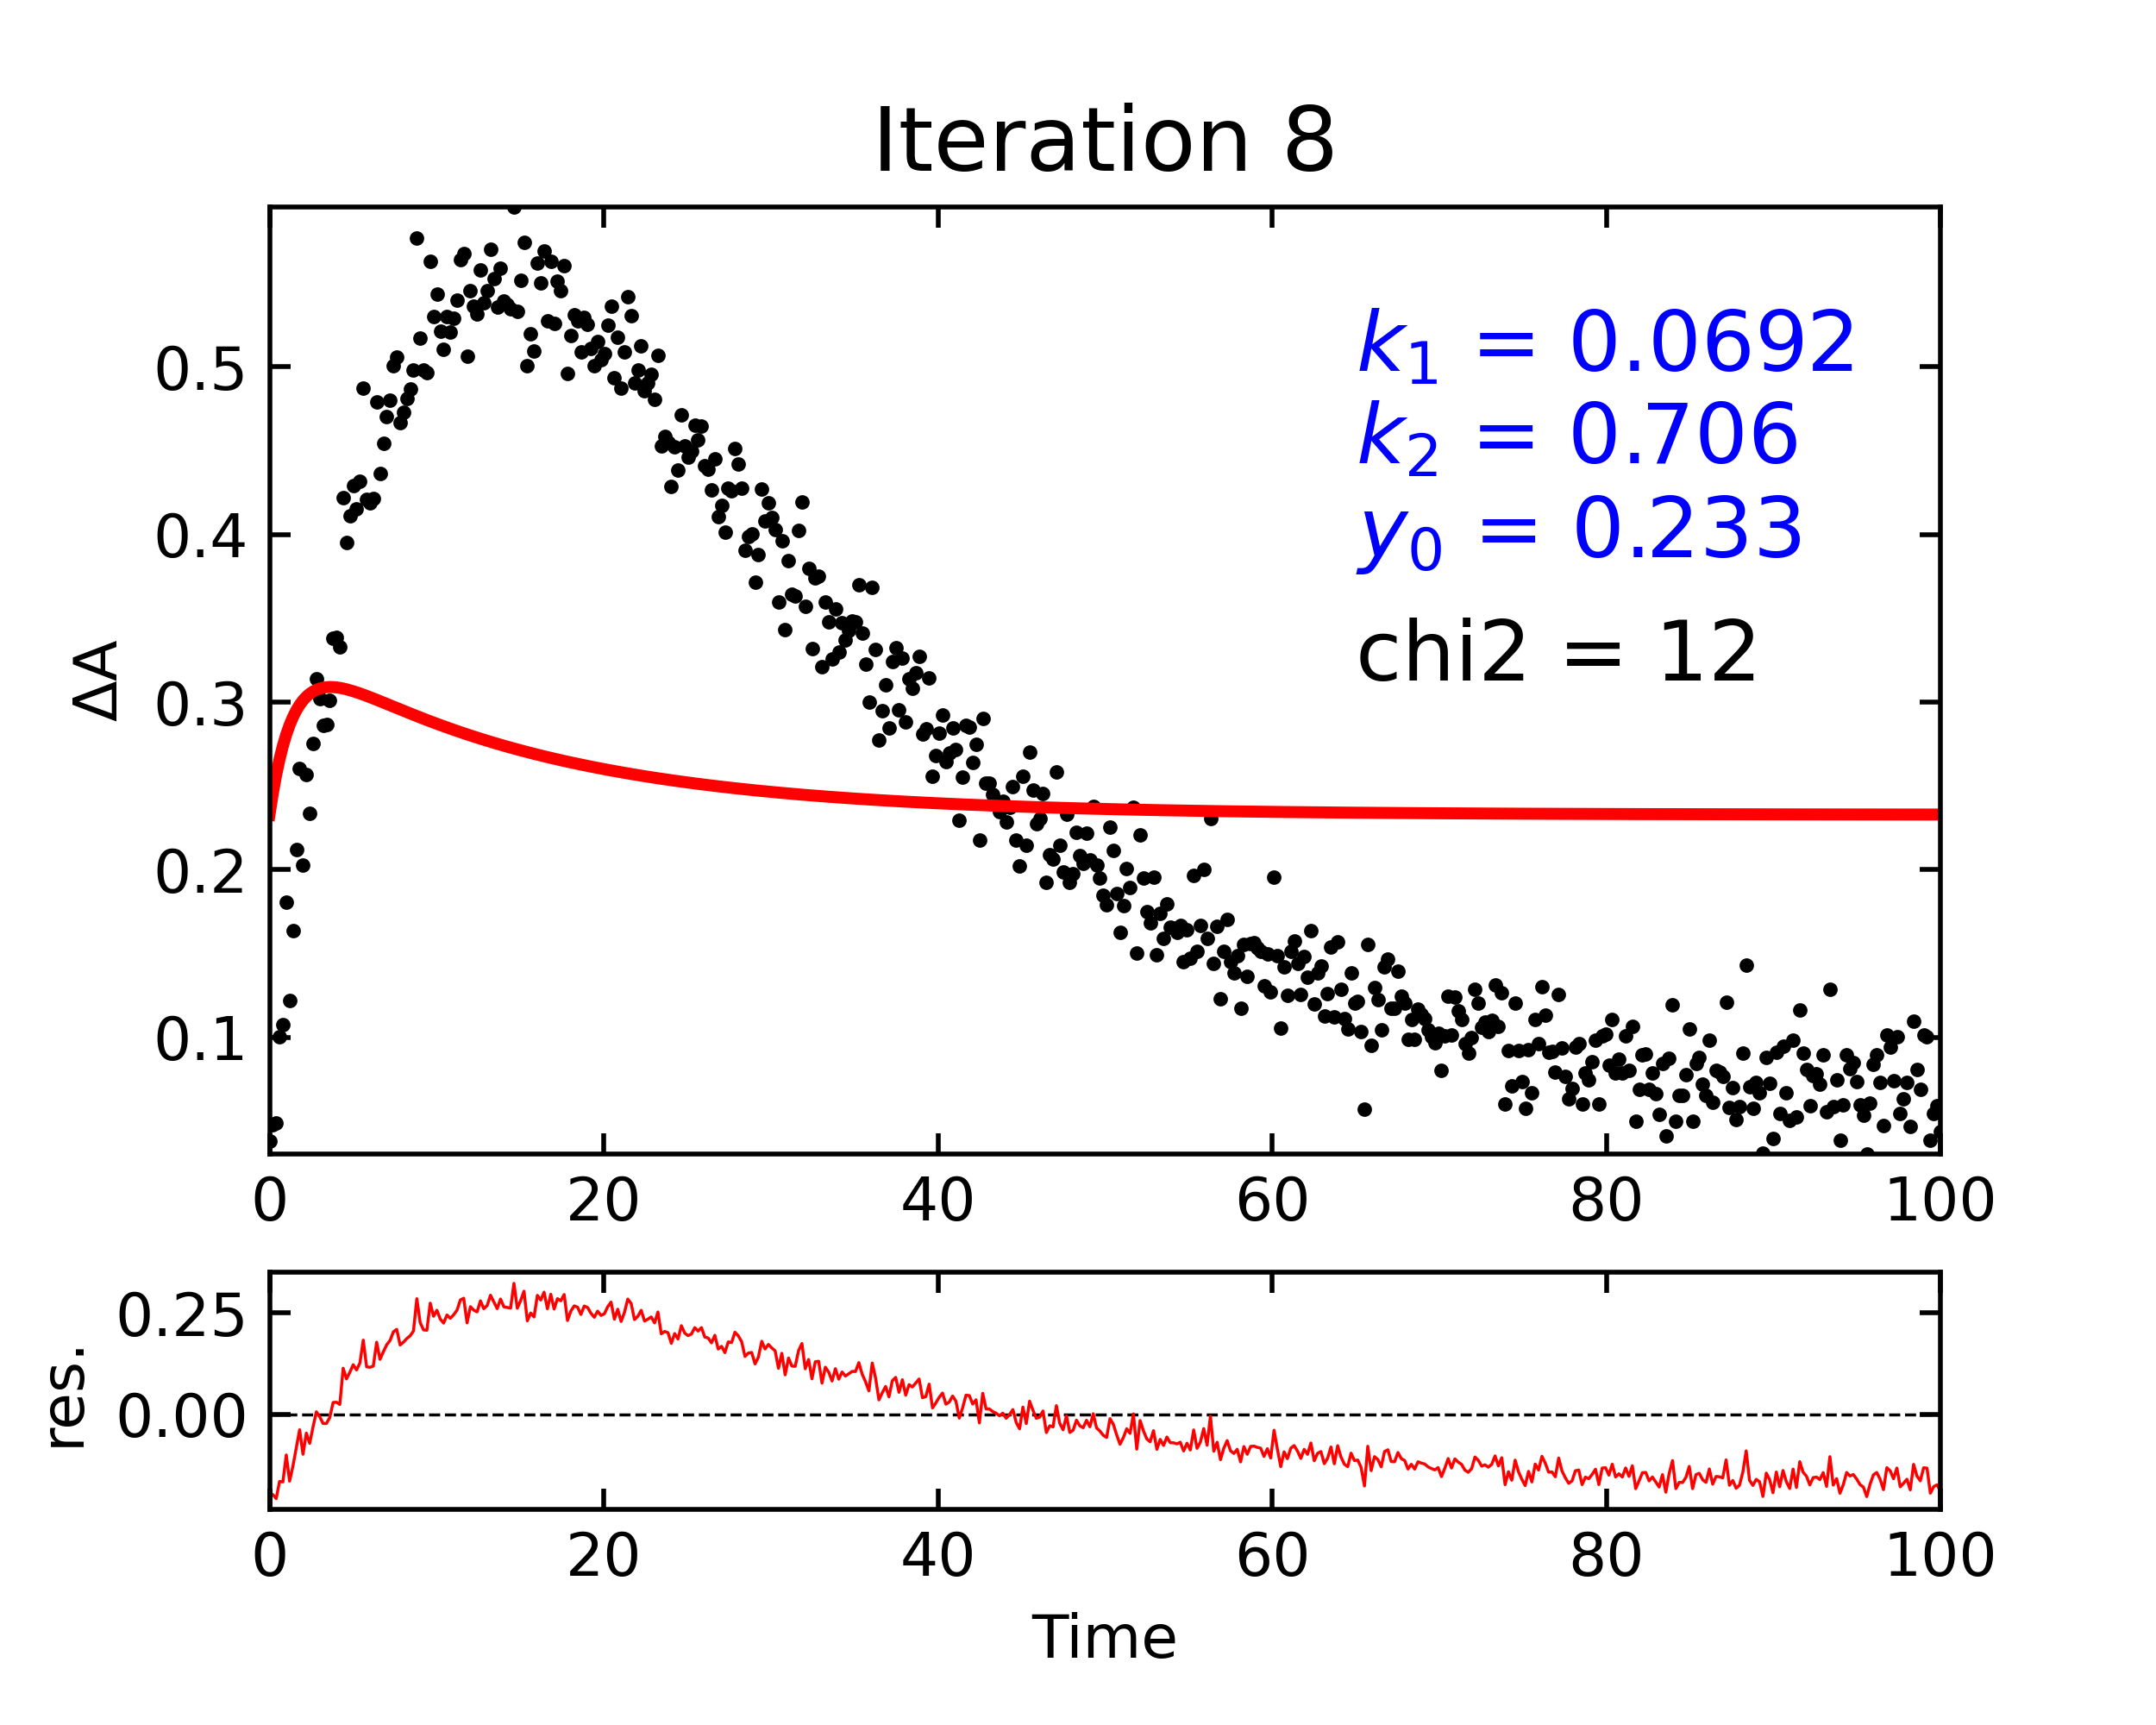 Iteration 8
k₁ = 0.0692
k₂ = 0.706
y₀ = 0.233
chi2 = 12
ΔA
0.5
0.4
0.3
0.2
0.1
0 20 40 60 80 100
res.
0.25
0.00
0 20 40 60 80 100
Time